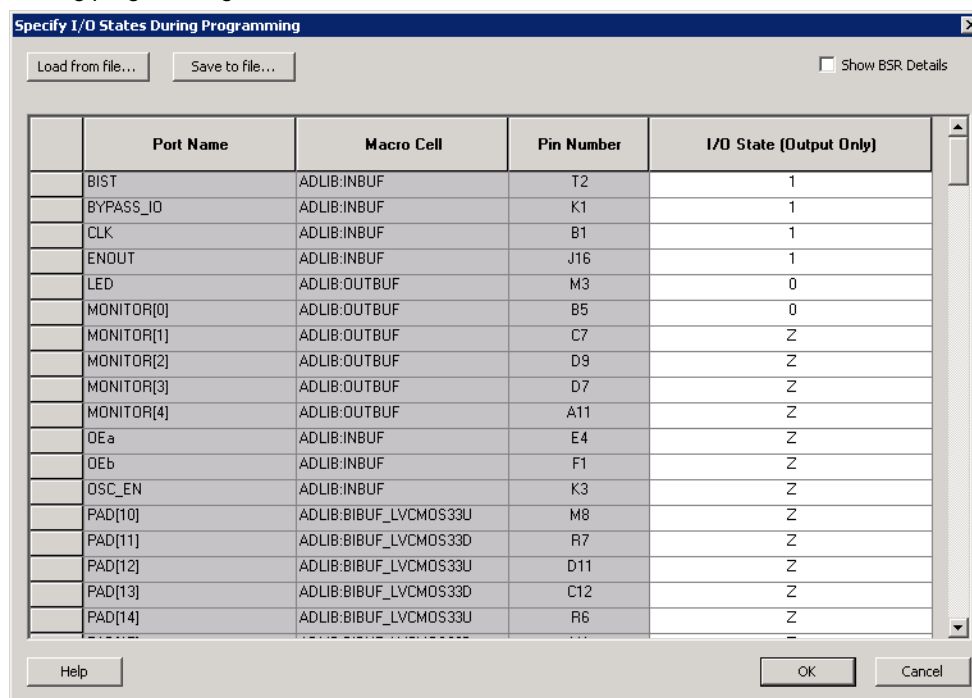 Specify I/O States During Programming
Load from file... Save to file... Show BSR Details
Port Name Macro Cell Pin Number I/O State (Output Only)
BIST ADLIB:INBUF T2 1
BYPASS_IO ADLIB:INBUF K1 1
CLK ADLIB:INBUF B1 1
ENOUT ADLIB:INBUF J16 1
LED ADLIB:OUTBUF M3 0
MONITOR[0] ADLIB:OUTBUF B5 0
MONITOR[1] ADLIB:OUTBUF C7 Z
MONITOR[2] ADLIB:OUTBUF D9 Z
MONITOR[3] ADLIB:OUTBUF D7 Z
MONITOR[4] ADLIB:OUTBUF A11 Z
OEa ADLIB:INBUF E4 Z
OEb ADLIB:INBUF F1 Z
OSC_EN ADLIB:INBUF K3 Z
PAD[10] ADLIB:BIBUF_LVCMOS33U M8 Z
PAD[11] ADLIB:BIBUF_LVCMOS33D R7 Z
PAD[12] ADLIB:BIBUF_LVCMOS33U D11 Z
PAD[13] ADLIB:BIBUF_LVCMOS33D C12 Z
PAD[14] ADLIB:BIBUF_LVCMOS33U R6 Z
Help OK Cancel